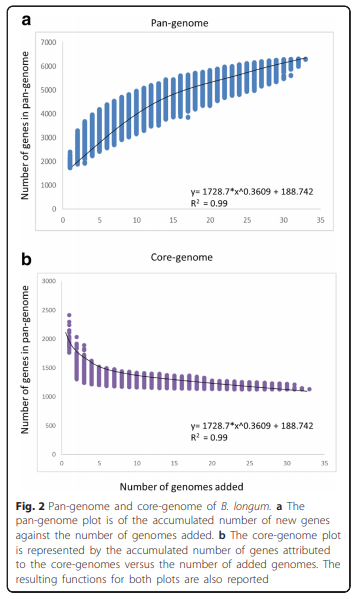 a
Pan-genome
Number of genes in pan-genome
7000
6000
5000
4000
3000
2000
1000
0
y= 1728.7*x^0.3609 + 188.742
R² = 0.99
0 5 10 15 20 25 30 35
b
Core-genome
Number of genes in pan-genome
3000
2500
2000
1500
1000
500
0
y= 1728.7*x^0.3609 + 188.742
R² = 0.99
0 5 10 15 20 25 30
Number of genomes added
Fig. 2 Pan-genome and core-genome of B. longum. a The
pan-genome plot is of the accumulated number of new genes
against the number of genomes added. b The core-genome plot
is represented by the accumulated number of genes attributed
to the core-genomes versus the number of added genomes. The
resulting functions for both plots are also reported